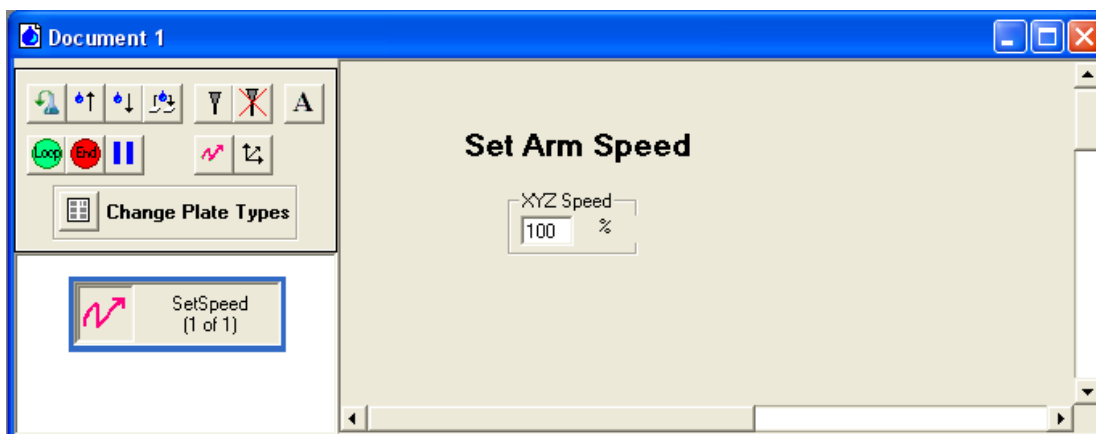 Document 1
A
Loop End
Change Plate Types
SetSpeed
(1 of 1)
Set Arm Speed
XYZ Speed
100 %